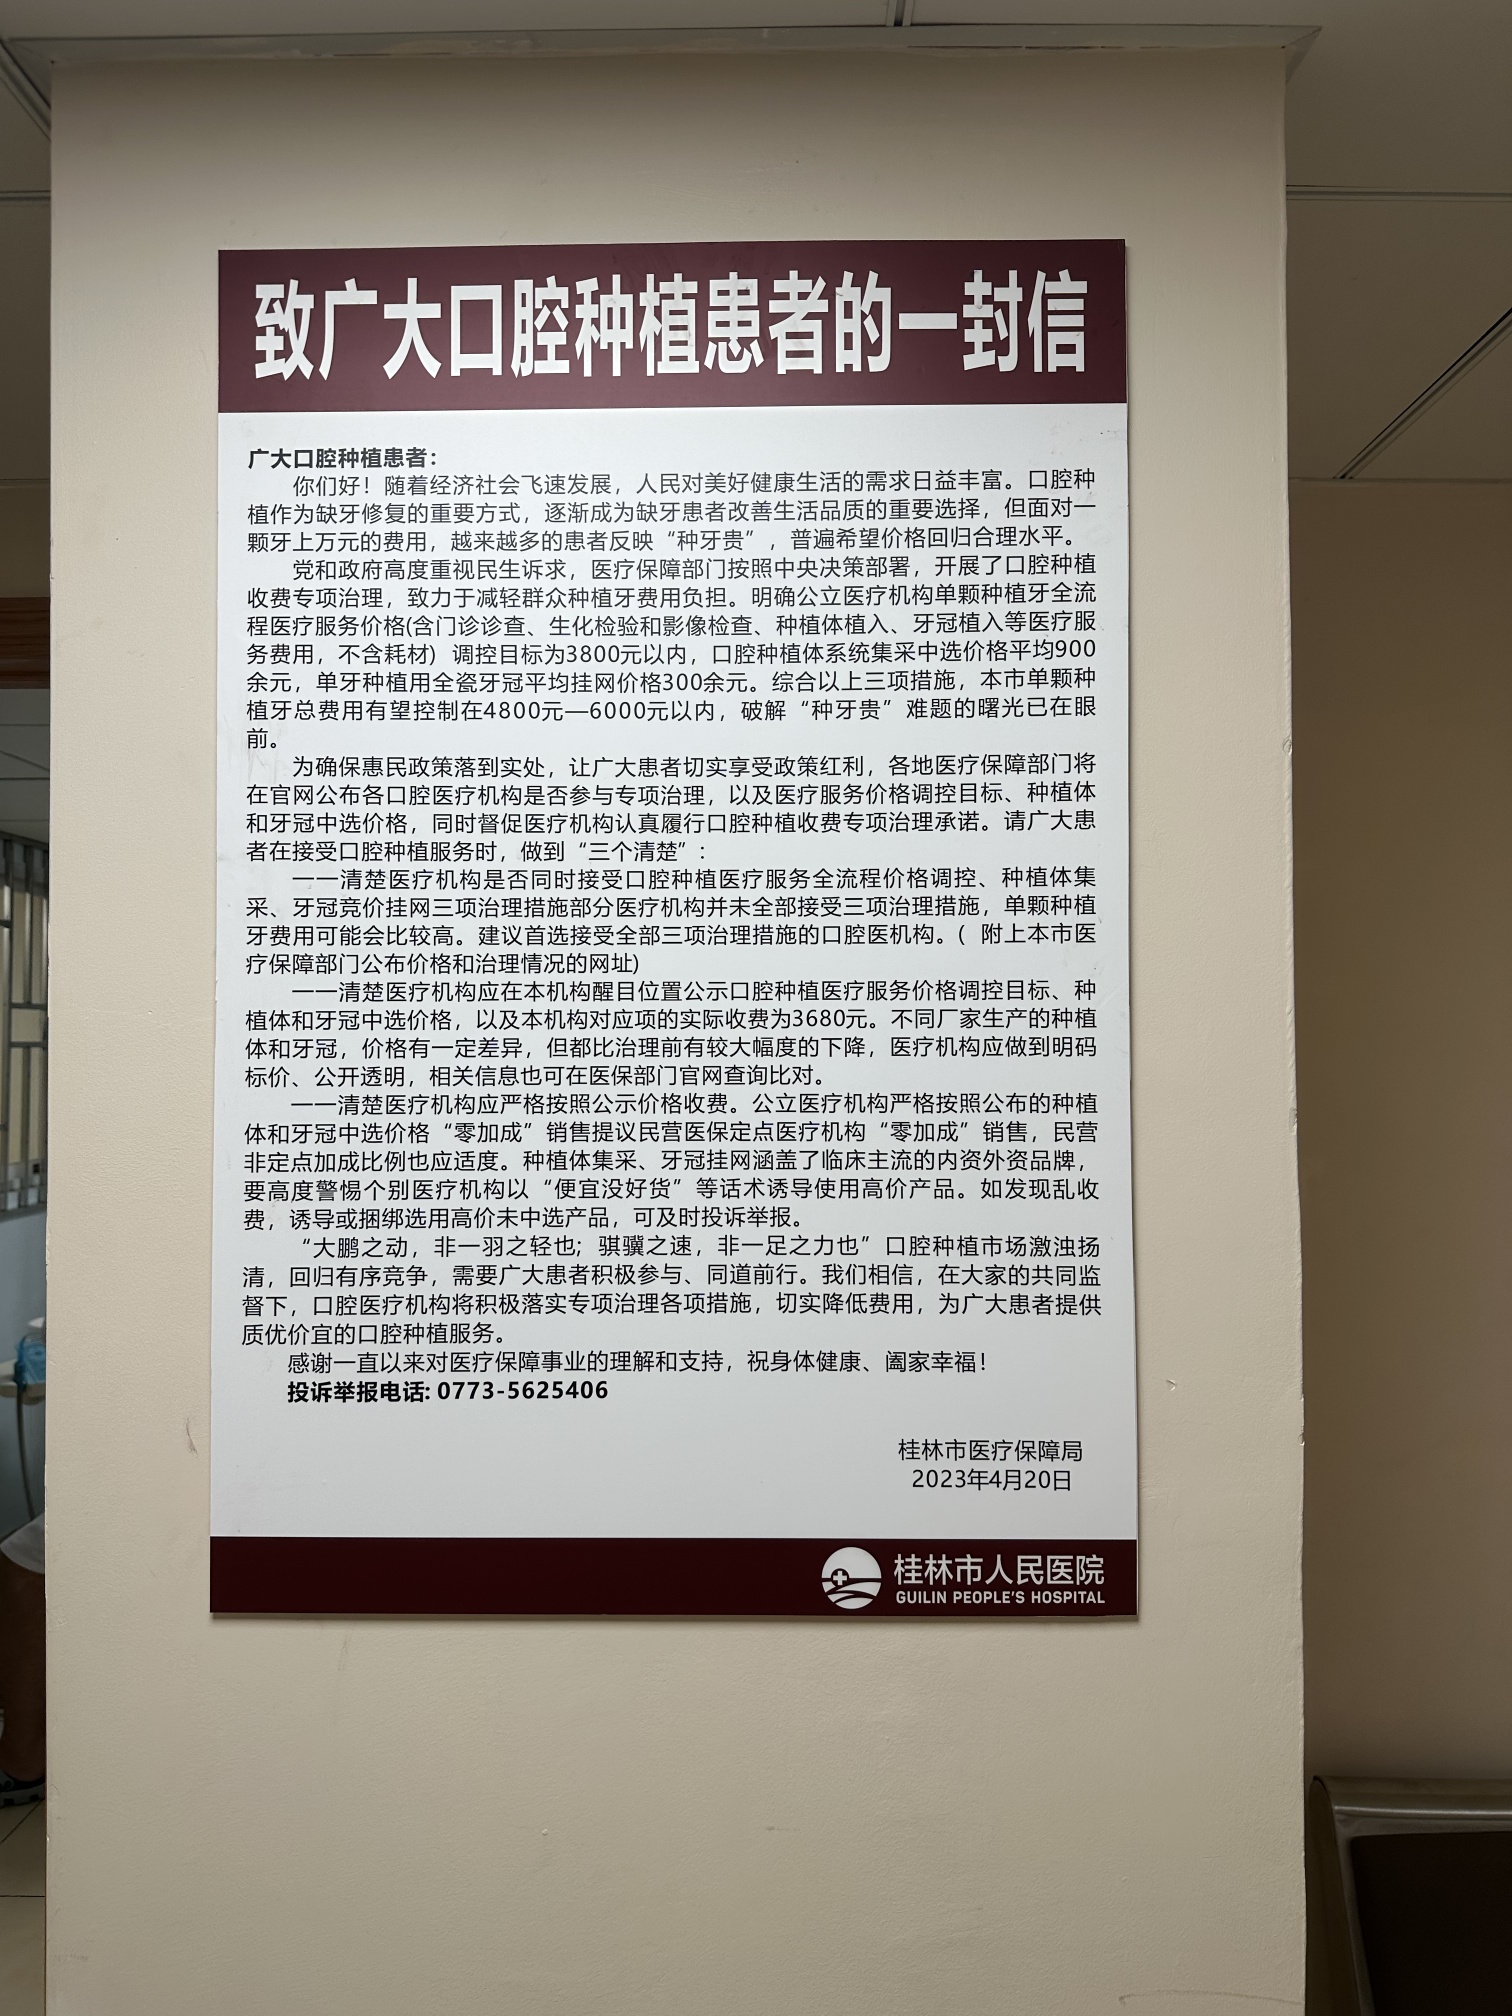 致广大口腔种植患者的一封信
广大口腔种植患者：
你们好！随着经济社会飞速发展，人民对美好健康生活的需求日益丰富。口腔种
植作为缺牙修复的重要方式，逐渐成为缺牙患者改善生活品质的重要选择，但面对一
颗牙上万元的费用，越来越多的患者反映“种牙贵”，普遍希望价格回归合理水平。
党和政府高度重视民生诉求，医疗保障部门按照中央决策部署，开展了口腔种植
收费专项治理，致力于减轻群众种植牙费用负担。明确公立医疗机构单颗种植牙全流
程医疗服务价格(含门诊诊查、生化检验和影像检查、种植体植入、牙冠植入等医疗服
务费用，不含耗材) 调控目标为3800元以内，口腔种植体系统集采中选价格平均900
余元，单牙种植用全瓷牙冠平均挂网价格300余元。综合以上三项措施，本市单颗种
植牙总费用有望控制在4800元—6000元以内，破解“种牙贵”难题的曙光已在眼
前。
为确保惠民政策落到实处，让广大患者切实享受政策红利，各地医疗保障部门将
在官网公布各口腔医疗机构是否参与专项治理，以及医疗服务价格调控目标、种植体
和牙冠中选价格，同时督促医疗机构认真履行口腔种植收费专项治理承诺。请广大患
者在接受口腔种植服务时，做到“三个清楚”：
一一清楚医疗机构是否同时接受口腔种植医疗服务全流程价格调控、种植体集
采、牙冠竞价挂网三项治理措施部分医疗机构并未全部接受三项治理措施，单颗种植
牙费用可能会比较高。建议首选接受全部三项治理措施的口腔医机构。( 附上本市医
疗保障部门公布价格和治理情况的网址)
一一清楚医疗机构应在本机构醒目位置公示口腔种植医疗服务价格调控目标、种
植体和牙冠中选价格，以及本机构对应项的实际收费为3680元。不同厂家生产的种植
体和牙冠，价格有一定差异，但都比治理前有较大幅度的下降，医疗机构应做到明码
标价、公开透明，相关信息也可在医保部门官网查询比对。
一一清楚医疗机构应严格按照公示价格收费。公立医疗机构严格按照公布的种植
体和牙冠中选价格“零加成”销售提议民营医保定点医疗机构“零加成”销售，民营
非定点加成比例也应适度。种植体集采、牙冠挂网涵盖了临床主流的内资外资品牌，
要高度警惕个别医疗机构以“便宜没好货”等话术诱导使用高价产品。如发现乱收
费，诱导或捆绑选用高价未中选产品，可及时投诉举报。
“大鹏之动，非一羽之轻也；骐骥之速，非一足之力也”口腔种植市场激浊扬
清，回归有序竞争，需要广大患者积极参与、同道前行。我们相信，在大家的共同监
督下，口腔医疗机构将积极落实专项治理各项措施，切实降低费用，为广大患者提供
质优价宜的口腔种植服务。
感谢一直以来对医疗保障事业的理解和支持，祝身体健康、阖家幸福！
投诉举报电话：0773-5625406
桂林市医疗保障局
2023年4月20日
桂林市人民医院
GUILIN PEOPLE'S HOSPITAL